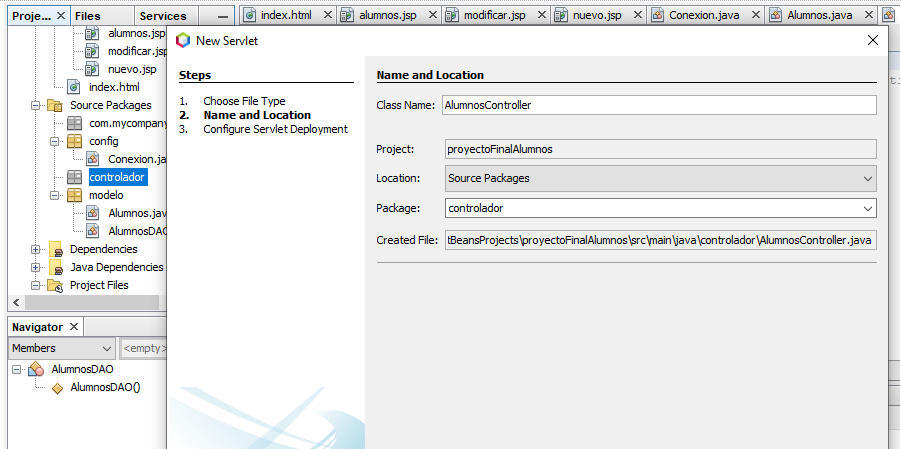 Proje... × Files Services
index.html × alumnos.jsp × modificar.jsp × nuevo.jsp × Conexion.java × Alumnos.java ×
alumnos.jsp
modificar.jsp
nuevo.jsp
index.html
Source Packages
com.mycompany
config
Conexion.ja
controlador
modelo
Alumnos.jav
AlumnosDAO
Dependencies
Java Dependencies
Project Files
Navigator ×
Members
<empty>
AlumnosDAO
AlumnosDAO()
New Servlet
Steps
1. Choose File Type
2. Name and Location
3. Configure Servlet Deployment
Name and Location
Class Name: AlumnosController
Project: proyectoFinalAlumnos
Location: Source Packages
Package: controlador
Created File: tBeansProjects\proyectoFinalAlumnos\src\main\java\controlador\AlumnosController.java